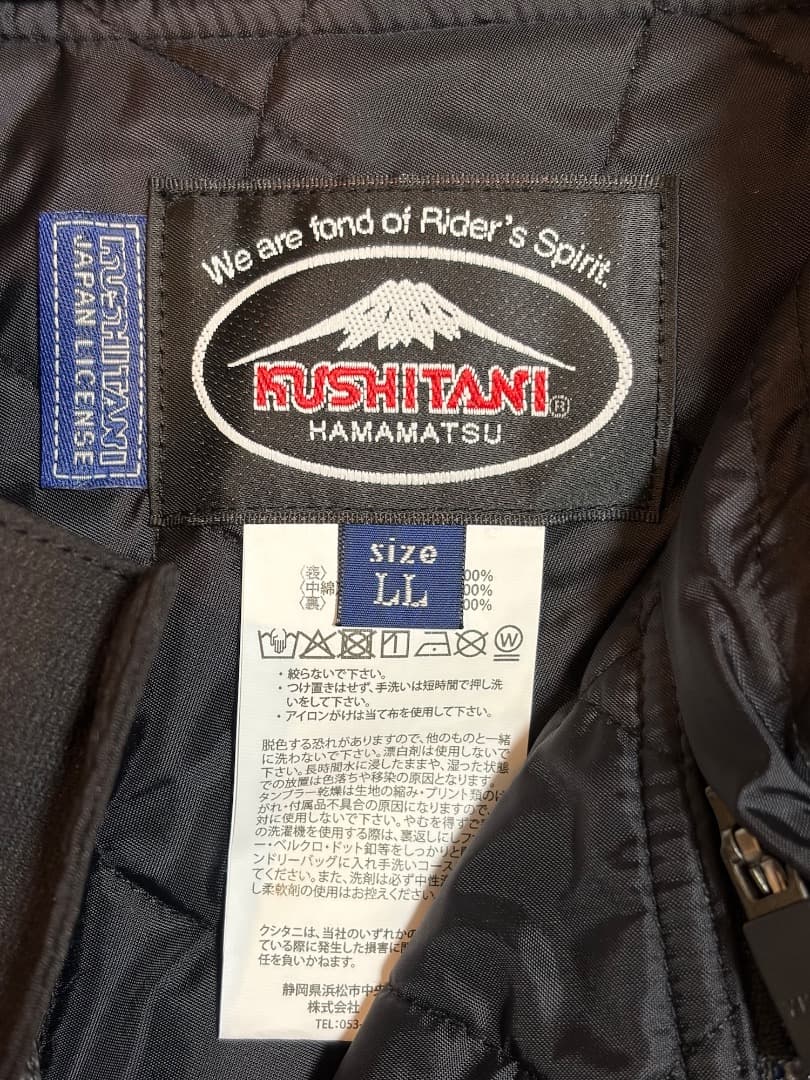 We are fond of Rider's Spirit.
KUSHITANI®
HAMAMATSU
KUSHITANI
JAPAN LICENSE
size
LL
〈表〉 00%
〈中綿 00%
〈裏〉 00%
W
・絞らないで下さい。
・つけ置きはせず、手洗いは短時間で押し洗
いをして下さい。
・アイロンがけは当て布を使用して下さい。
脱色する恐れがありますので、他のものと一緒
に洗わないで下さい。漂白剤は使用しないで
下さい。長時間水に浸したままや、湿った状態
での放置は色落ちや移染の原因となります。
タンブラー乾燥は生地の縮み・プリント類のは
がれ・付属品不具合の原因になりますので、
対に使用しないで下さい。やむを得ずご
の洗濯機を使用する際は、裏返しにしフ
ー・ベルクロ・ドット釦等をしっかりと
ンドリーバッグに入れ手洗いコース
てください。また、洗剤は必ず中性
し柔軟剤の使用はお控えください
クシタニは、当社のいずれかの
ている際に発生した損害に
任を負いかねます。
静岡県浜松市中央
株式会社
TEL:053-